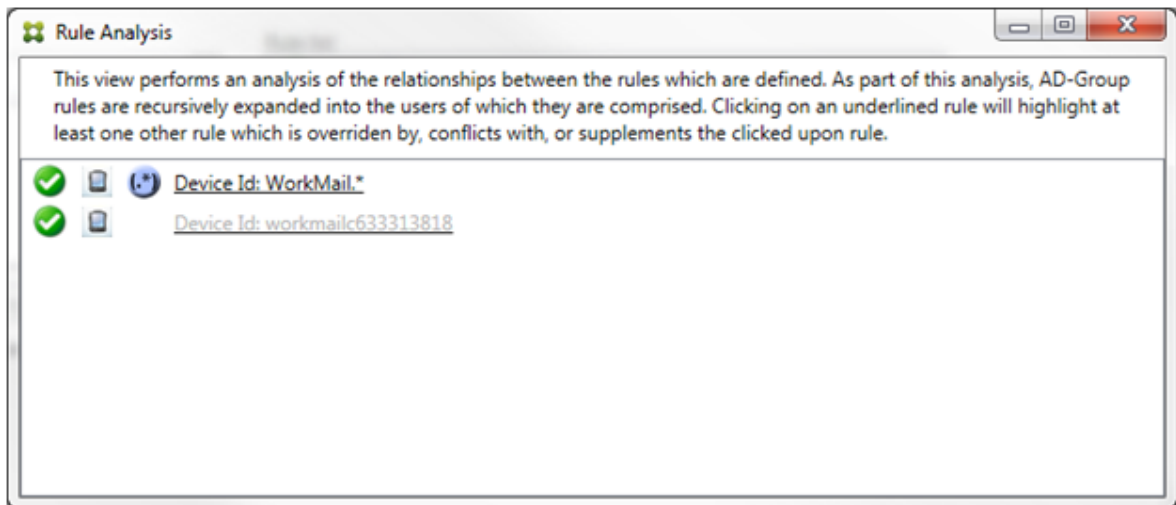 Rule Analysis
This view performs an analysis of the relationships between the rules which are defined. As part of this analysis, AD-Group
rules are recursively expanded into the users of which they are comprised. Clicking on an underlined rule will highlight at
least one other rule which is overriden by, conflicts with, or supplements the clicked upon rule.
(.*) Device Id: WorkMail.*
Device Id: workmailc633313818